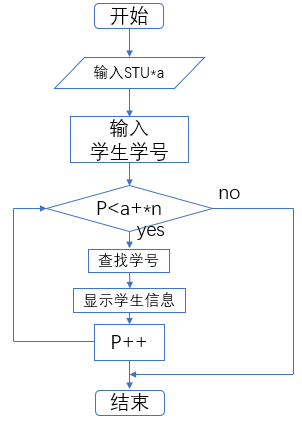 开始
输入STU*a
输入
学生学号
P<a+*n
no
yes
查找学号
显示学生信息
P++
结束